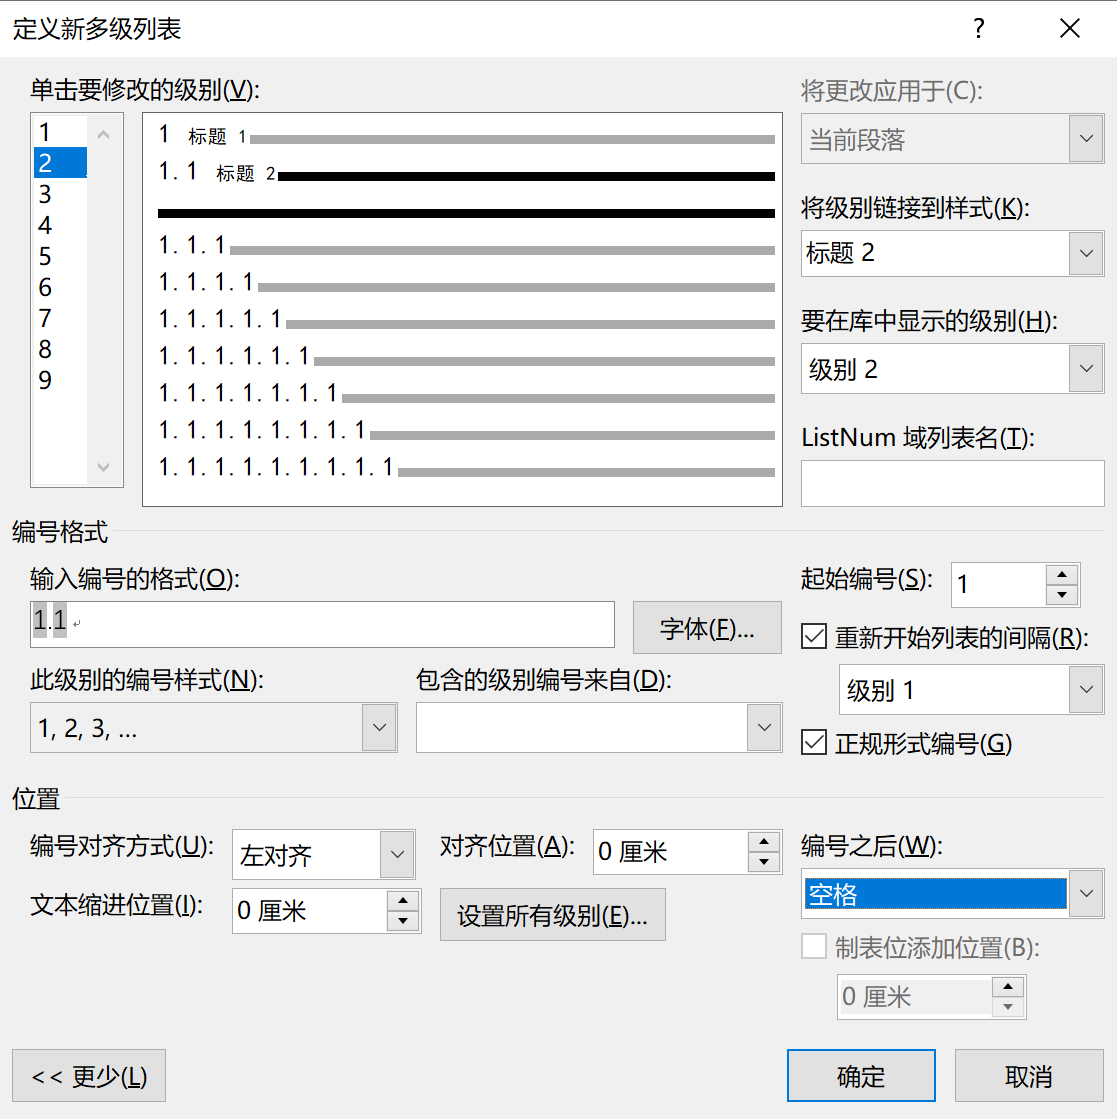 定义新多级列表
单击要修改的级别(V):
1
2
3
4
5
6
7
8
9
1 标题 1
1.1 标题 2
1.1.1
1.1.1.1
1.1.1.1.1
1.1.1.1.1.1
1.1.1.1.1.1.1
1.1.1.1.1.1.1.1
1.1.1.1.1.1.1.1.1
将更改应用于(C):
当前段落
将级别链接到样式(K):
标题 2
要在库中显示的级别(H):
级别 2
ListNum 域列表名(T):
编号格式
输入编号的格式(O):
1.1
字体(F)...
起始编号(S): 1
重新开始列表的间隔(R):
级别 1
正规形式编号(G)
此级别的编号样式(N):
1, 2, 3, ...
包含的级别编号来自(D):
位置
编号对齐方式(U): 左对齐
对齐位置(A): 0 厘米
文本缩进位置(I): 0 厘米
设置所有级别(E)...
编号之后(W):
空格
制表位添加位置(B):
0 厘米
<< 更少(L)
确定
取消